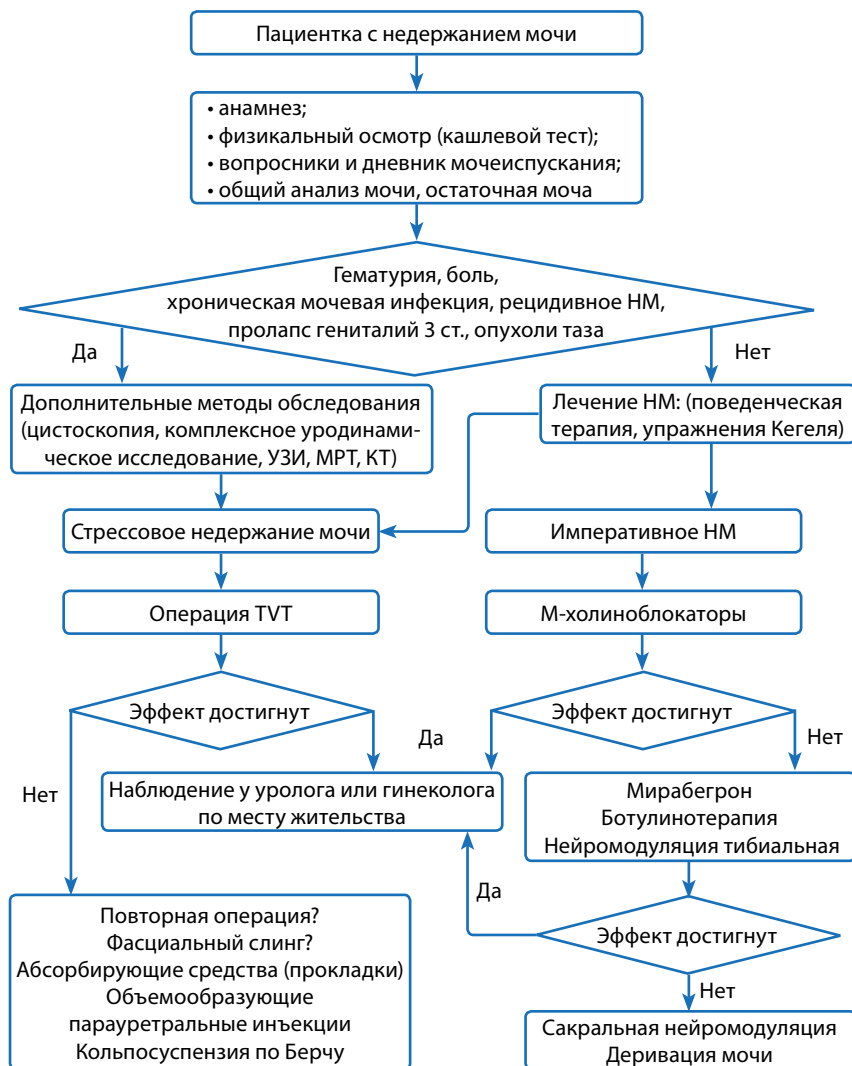 Пациентка с недержанием мочи
• анамнез;
• физикальный осмотр (кашлевой тест);
• вопросники и дневник мочеиспускания;
• общий анализ мочи, остаточная моча
Гематурия, боль,
хроническая мочевая инфекция, рецидивное НМ,
пролапс гениталий 3 ст., опухоли таза
Да
Нет
Дополнительные методы обследования
(цистоскопия, комплексное уродинами-
ческое исследование, УЗИ, МРТ, КТ)
Лечение НМ: (поведенческая
терапия, упражнения Кегеля)
Стрессовое недержание мочи
Императивное НМ
Операция TVT
М-холиноблокаторы
Эффект достигнут
Эффект достигнут
Да
Нет
Нет
Наблюдение у уролога или гинеколога
по месту жительства
Мирабегрон
Ботулинотерапия
Нейромодуляция тибиальная
Да
Повторная операция?
Фасциальный слинг?
Абсорбирующие средства (прокладки)
Объемообразующие
парауретральные инъекции
Кольпосуспензия по Берчу
Эффект достигнут
Нет
Сакральная нейромодуляция
Деривация мочи